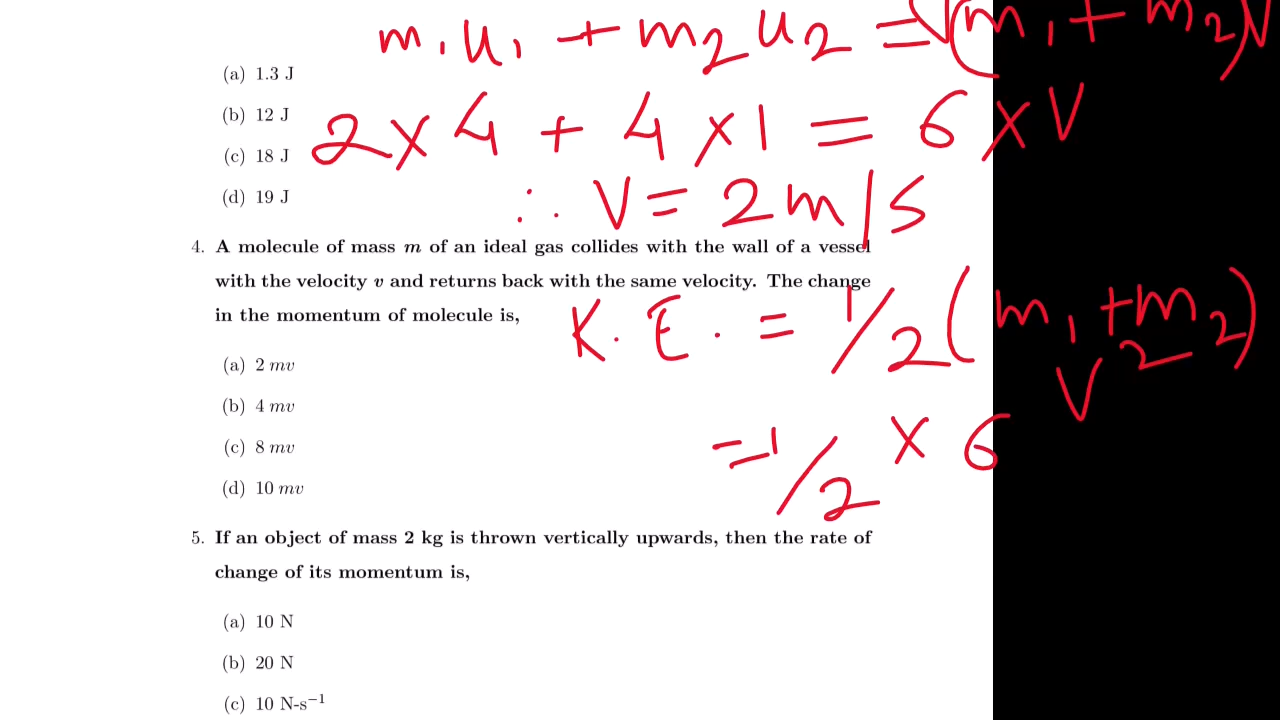 m₁u₁ + m₂u₂ = (m₁ + m₂)V
(a) 1.3 J
(b) 12 J
2 × 4 + 4 × 1 = 6 × V
(c) 18 J
(d) 19 J
∴ V = 2 m/s
4. A molecule of mass m of an ideal gas collides with the wall of a vessel
with the velocity v and returns back with the same velocity. The change
in the momentum of molecule is,
K.E. = 1/2 (m₁ + m₂) V²
(a) 2 mv
(b) 4 mv
(c) 8 mv
= 1/2 × 6
(d) 10 mv
5. If an object of mass 2 kg is thrown vertically upwards, then the rate of
change of its momentum is,
(a) 10 N
(b) 20 N
(c) 10 N-s⁻¹